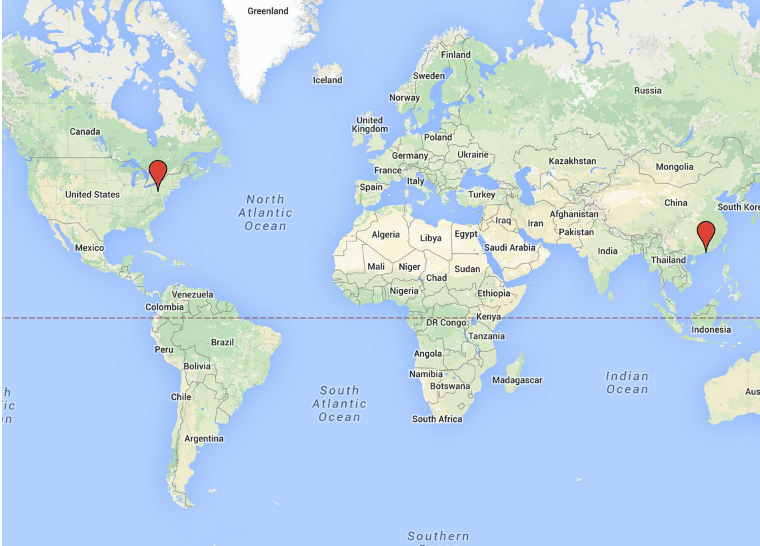 Greenland
Iceland
Finland
Sweden
Norway
Russia
United
Kingdom
Canada
Poland
Germany
Ukraine
Kazakhstan
Mongolia
France
Italy
Spain
Turkey
United States
China
North
Atlantic
Ocean
South Kore
Iraq
Iran
Afghanistan
Pakistan
Algeria
Libya
Egypt
Saudi Arabia
India
Thailand
Mexico
Mali
Niger
Chad
Sudan
Nigeria
Ethiopia
Venezuela
Colombia
DR Congo
Kenya
Tanzania
Indonesia
Peru
Brazil
Bolivia
Angola
Namibia
Botswana
Madagascar
Indian
Ocean
h
ic
n
Chile
South
Atlantic
Ocean
Aus
South Africa
Argentina
Southern